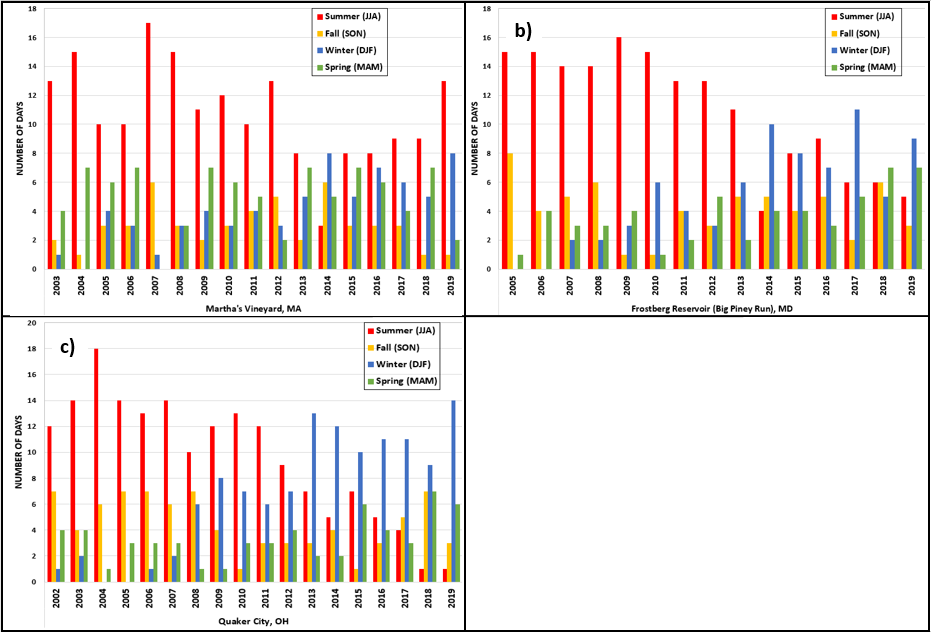 18
16
14
12
10
8
6
4
2
0
NUMBER OF DAYS
Summer (JJA)
Fall (SON)
Winter (DJF)
Spring (MAM)
2003 2004 2005 2006 2007 2008 2009 2010 2011 2012 2013 2014 2015 2016 2017 2018 2019
Martha's Vineyard, MA
b)
18
16
14
12
10
8
6
4
2
0
NUMBER OF DAYS
Summer (JJA)
Fall (SON)
Winter (DJF)
Spring (MAM)
2005 2006 2007 2008 2009 2010 2011 2012 2013 2014 2015 2016 2017 2018 2019
Frostberg Reservoir (Big Piney Run), MD
c)
20
18
16
14
12
10
8
6
4
2
0
NUMBER OF DAYS
Summer (JJA)
Fall (SON)
Winter (DJF)
Spring (MAM)
2002 2003 2004 2005 2006 2007 2008 2009 2010 2011 2012 2013 2014 2015 2016 2017 2018 2019
Quaker City, OH